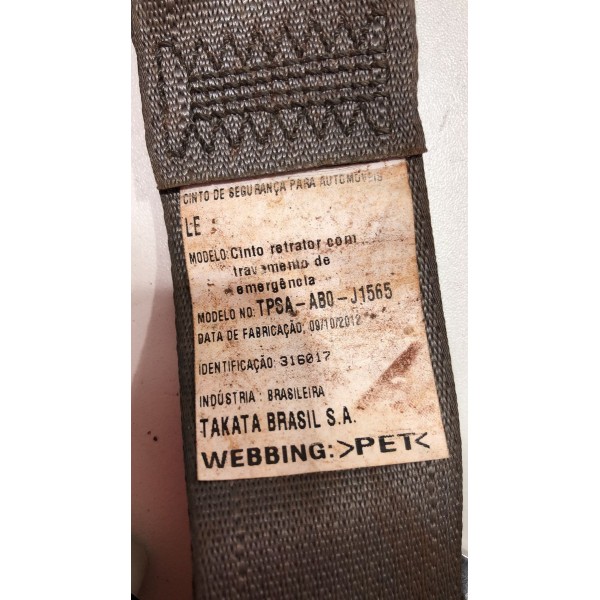 CINTO DE SEGURANÇA PARA AUTOMÓVEIS
LE :
MODELO: Cinto retrator com
travamento de
emergência
MODELO NO: TPSA-AB0-J1565
DATA DE FABRICAÇÃO: 09/10/2012
IDENTIFICAÇÃO: 316017
INDÚSTRIA: BRASILEIRA
TAKATA BRASIL S.A.
WEBBING: >PET<